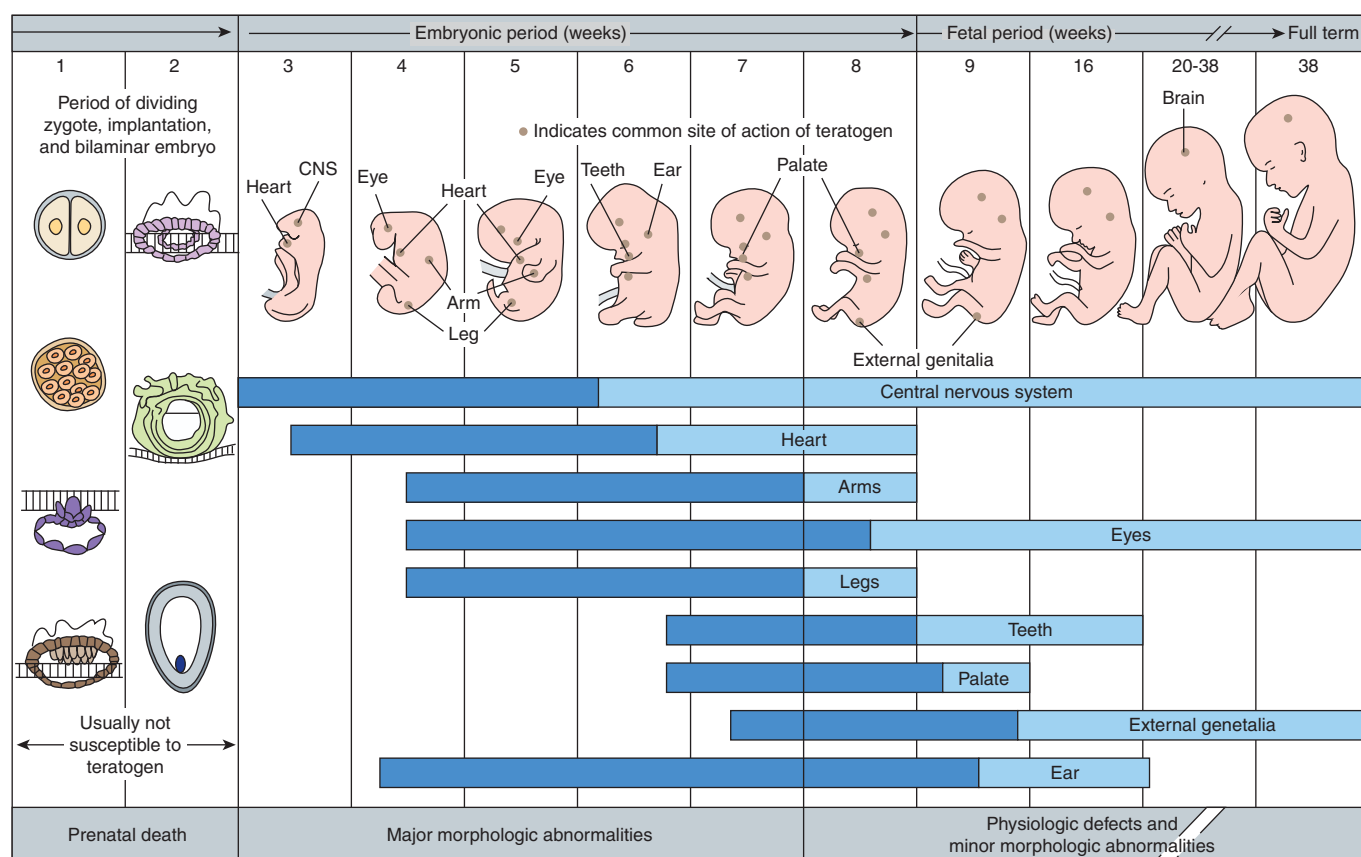 Embryonic period (weeks)
Fetal period (weeks)
Full term
1
2
3
4
5
6
7
8
9
16
20-38
38
Period of dividing
zygote, implantation,
and bilaminar embryo
Indicates common site of action of teratogen
Brain
CNS
Heart
Eye
Heart
Eye
Teeth
Ear
Palate
Arm
Leg
External genitalia
Central nervous system
Heart
Arms
Eyes
Legs
Teeth
Palate
External genetalia
Ear
Usually not
susceptible to
teratogen
Prenatal death
Major morphologic abnormalities
Physiologic defects and
minor morphologic abnormalities